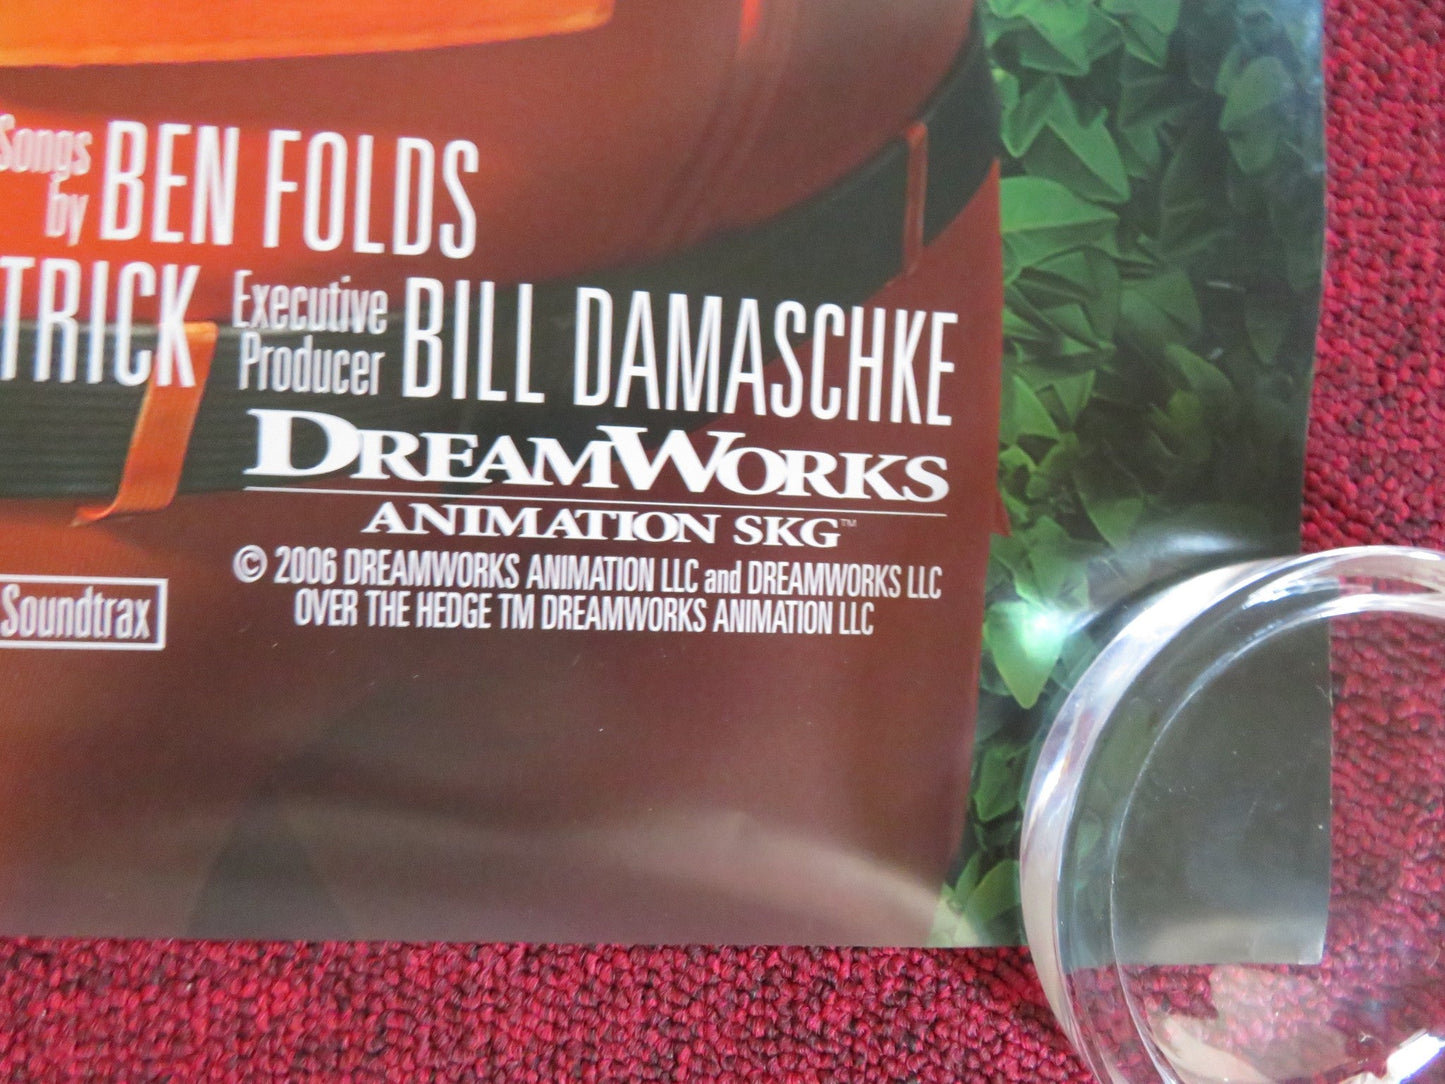 Songs by BEN FOLDS
TRICK Executive Producer BILL DAMASCHKE
DREAMWORKS
ANIMATION SKG™
© 2006 DREAMWORKS ANIMATION LLC and DREAMWORKS LLC
OVER THE HEDGE TM DREAMWORKS ANIMATION LLC
Soundtrax